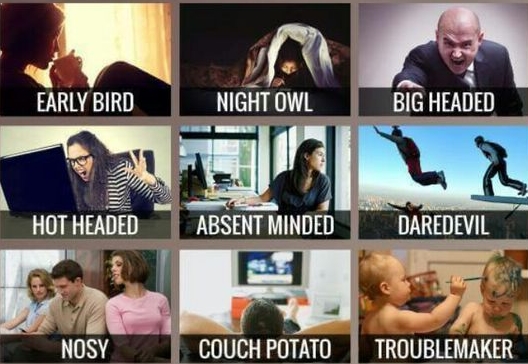 EARLY BIRD
NIGHT OWL
BIG HEADED
HOT HEADED
ABSENT MINDED
DAREDEVIL
NOSY
COUCH POTATO
TROUBLEMAKER